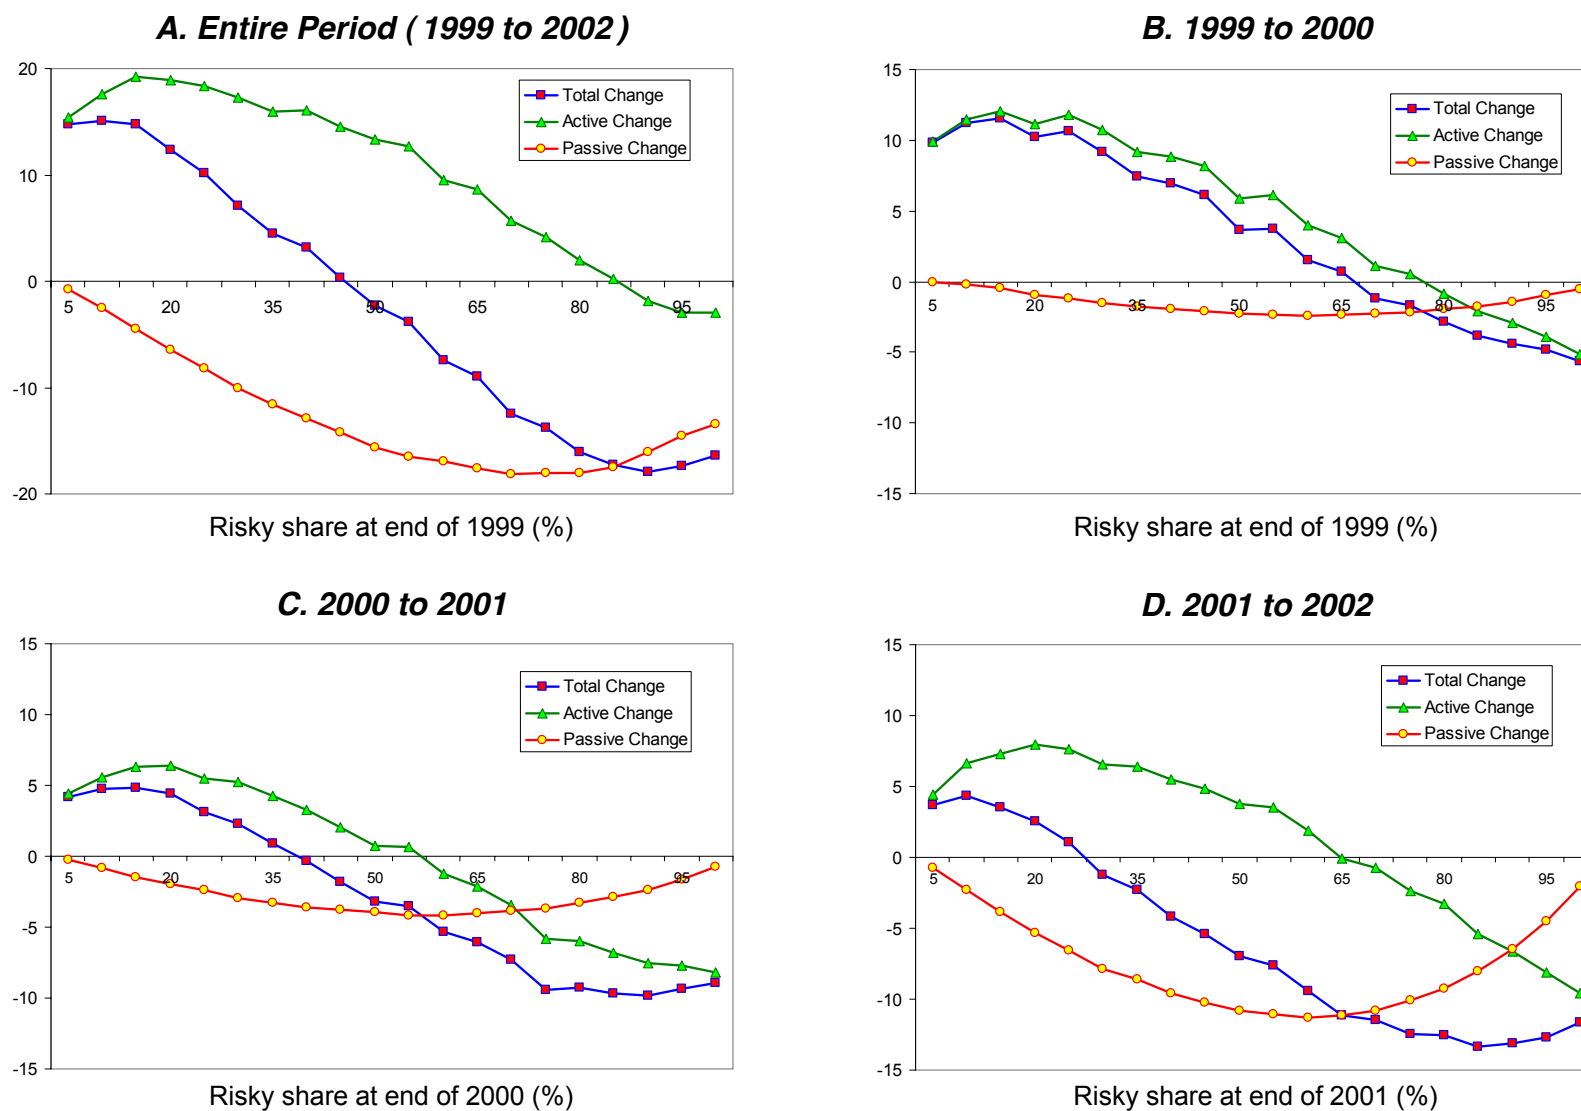 A. Entire Period ( 1999 to 2002 )
20
10
0
-10
-20
5 20 35 50 65 80 95
Total Change
Active Change
Passive Change
Risky share at end of 1999 (%)
B. 1999 to 2000
15
10
5
0
-5
-10
-15
5 20 35 50 65 80 95
Total Change
Active Change
Passive Change
Risky share at end of 1999 (%)
C. 2000 to 2001
15
10
5
0
-5
-10
-15
5 20 35 50 65 80 95
Total Change
Active Change
Passive Change
Risky share at end of 2000 (%)
D. 2001 to 2002
15
10
5
0
-5
-10
-15
5 20 35 50 65 80 95
Total Change
Active Change
Passive Change
Risky share at end of 2001 (%)